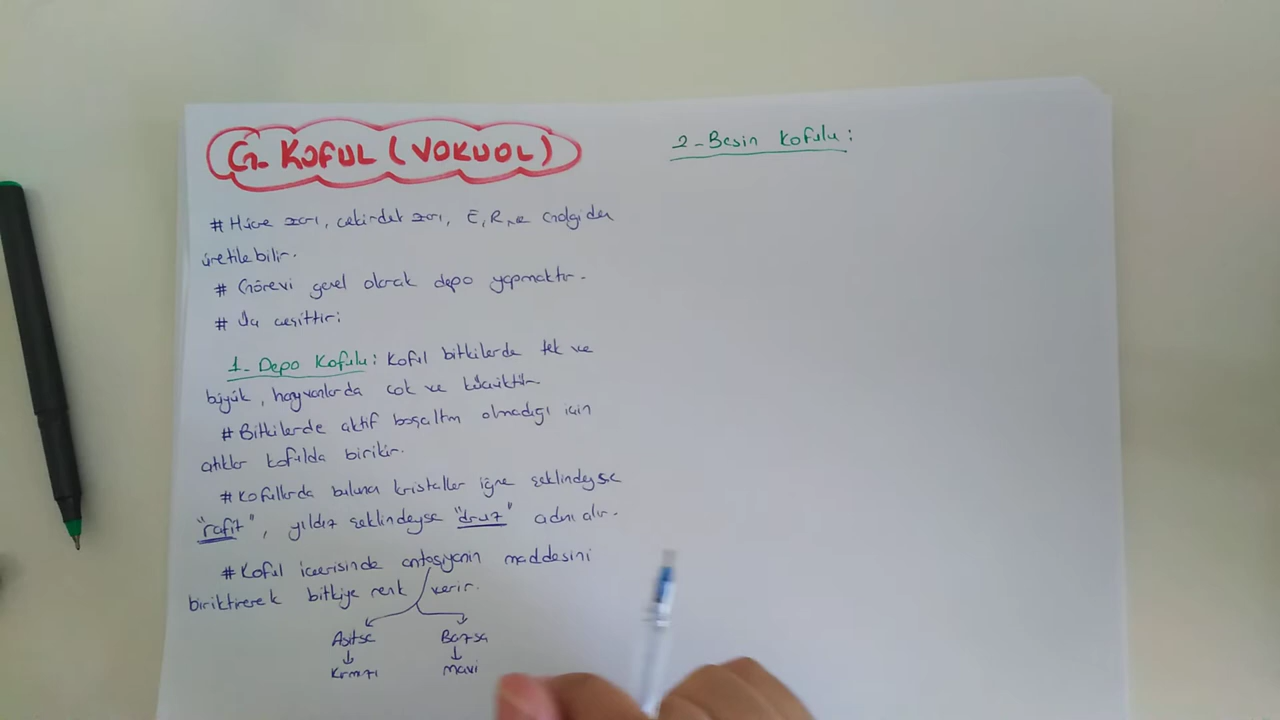 G. KOFUL (VOKUOL)
# Hücre zarı, çekirdek zarı, E,R, ve Golgiden
üretilebilir.
# Görevi genel olarak depo yapmaktır.
# Üç çeşittir:
1- Depo Kofulu: Koful bitkilerde tek ve
büyük, hayvanlarda çok ve küçüktür.
# Bitkilerde aktif boşaltım olmadığı için
atıklar kofulda birikir.
# Kofullarda bulunan kristaller iğne şeklindeyse
"rafit", yıldız şeklindeyse "druz" adını alır.
# Koful içerisinde antosiyanin maddesini
biriktirerek bitkiye renk verir.
Asitse Bazsa
↓ ↓
Kırmızı mavi
2- Besin Kofulu: